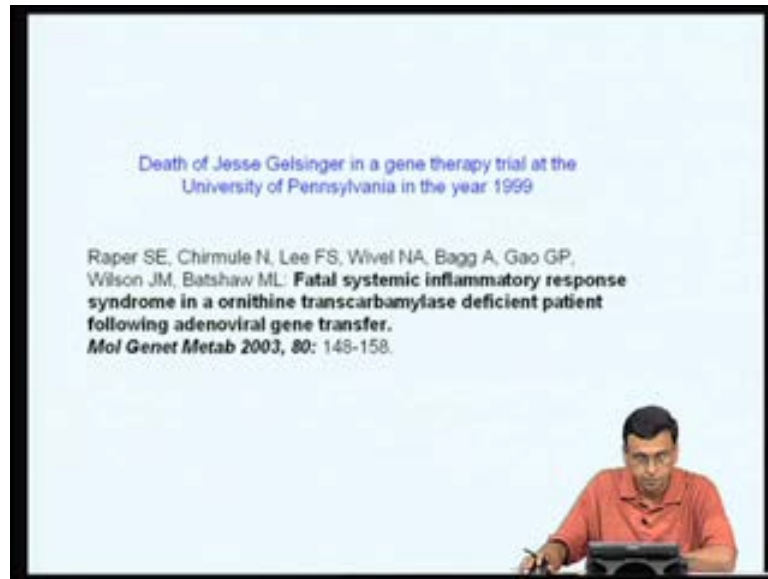 Death of Jesse Gelsinger in a gene therapy trial at the
University of Pennsylvania in the year 1999
Raper SE, Chirmule N, Lee FS, Wivel NA, Bagg A, Gao GP,
Wilson JM, Batshaw ML: Fatal systemic inflammatory response
syndrome in a ornithine transcarbamylase deficient patient
following adenoviral gene transfer.
Mol Genet Metab 2003, 80: 148-158.